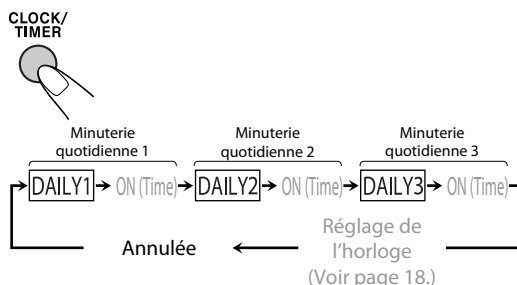 CLOCK/
TIMER
Minuterie
quotidienne 1
Minuterie
quotidienne 2
Minuterie
quotidienne 3
DAILY1 ON (Time) DAILY2 ON (Time) DAILY3 ON (Time)
Annulée
Réglage de
l’horloge
(Voir page 18.)